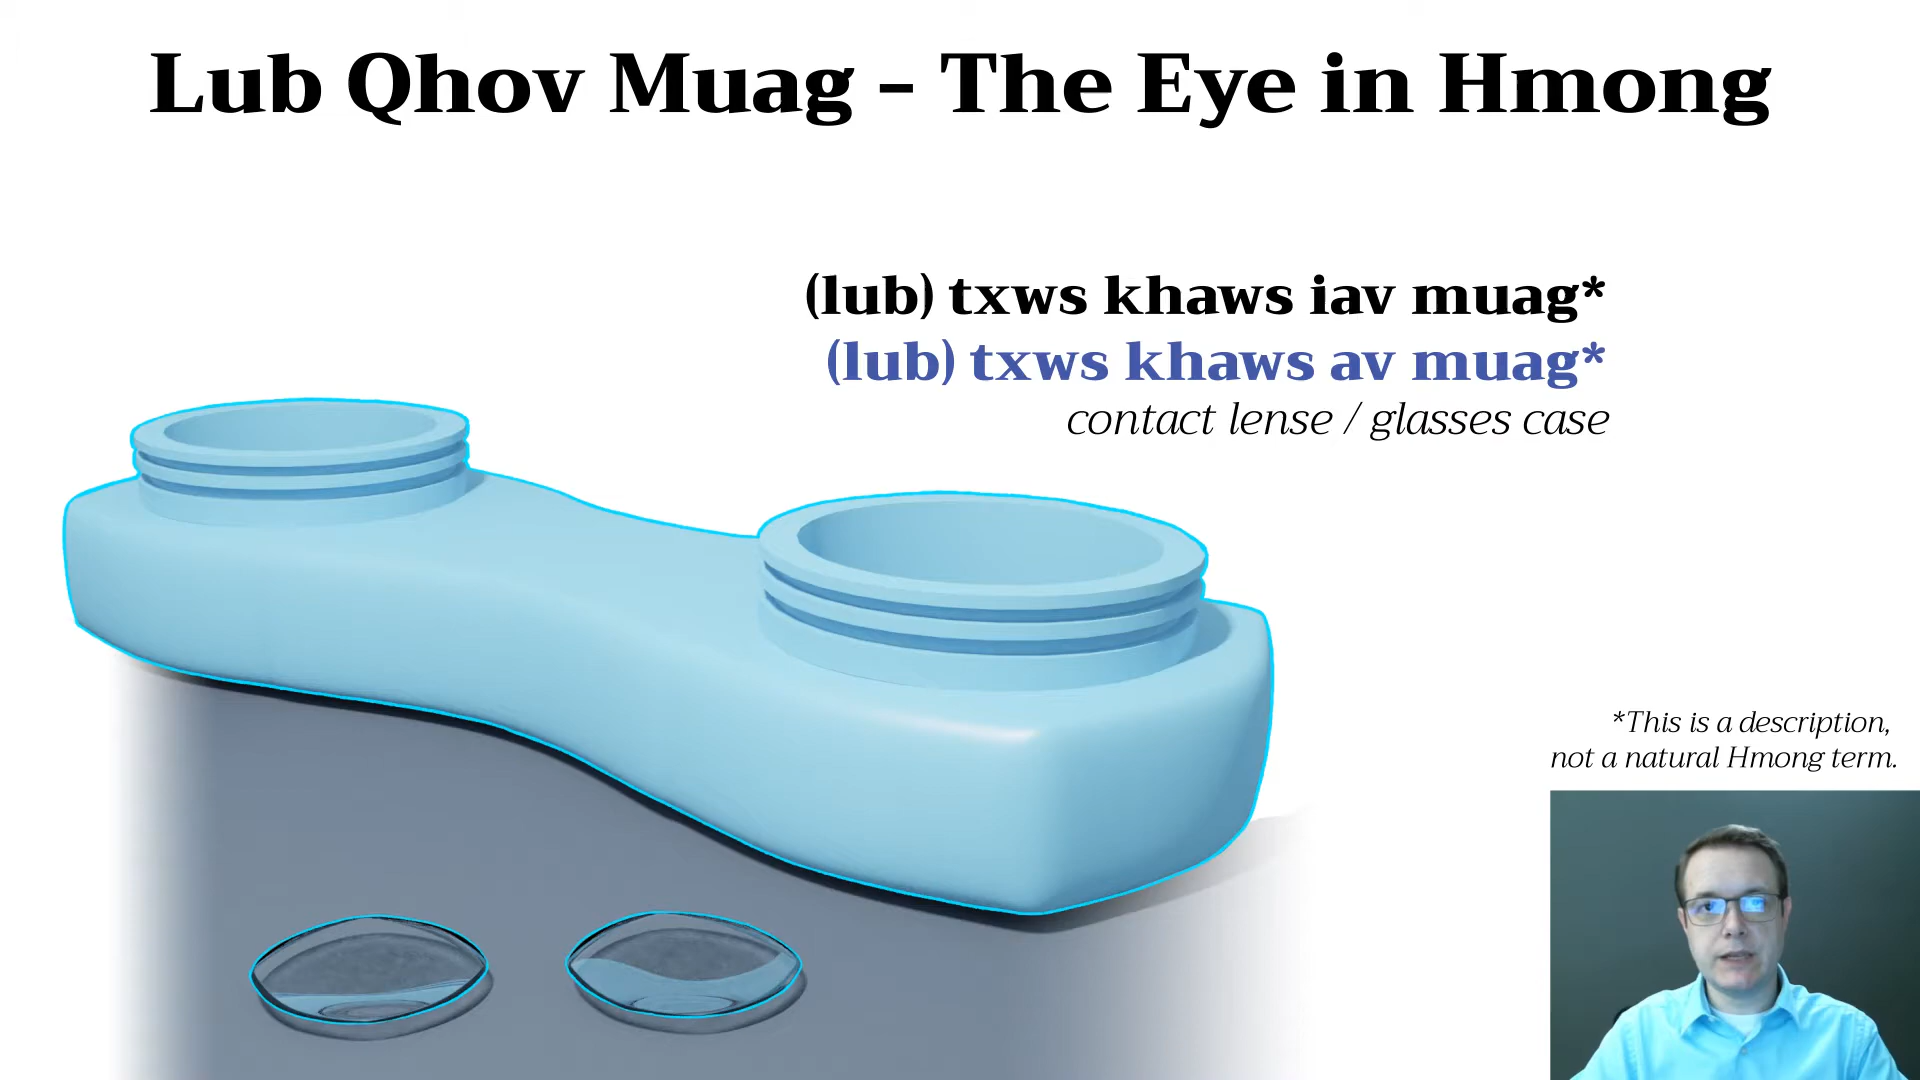 Lub Qhov Muag - The Eye in Hmong
(lub) txws khaws iav muag*
(lub) txws khaws av muag*
contact lense / glasses case
*This is a description,
not a natural Hmong term.